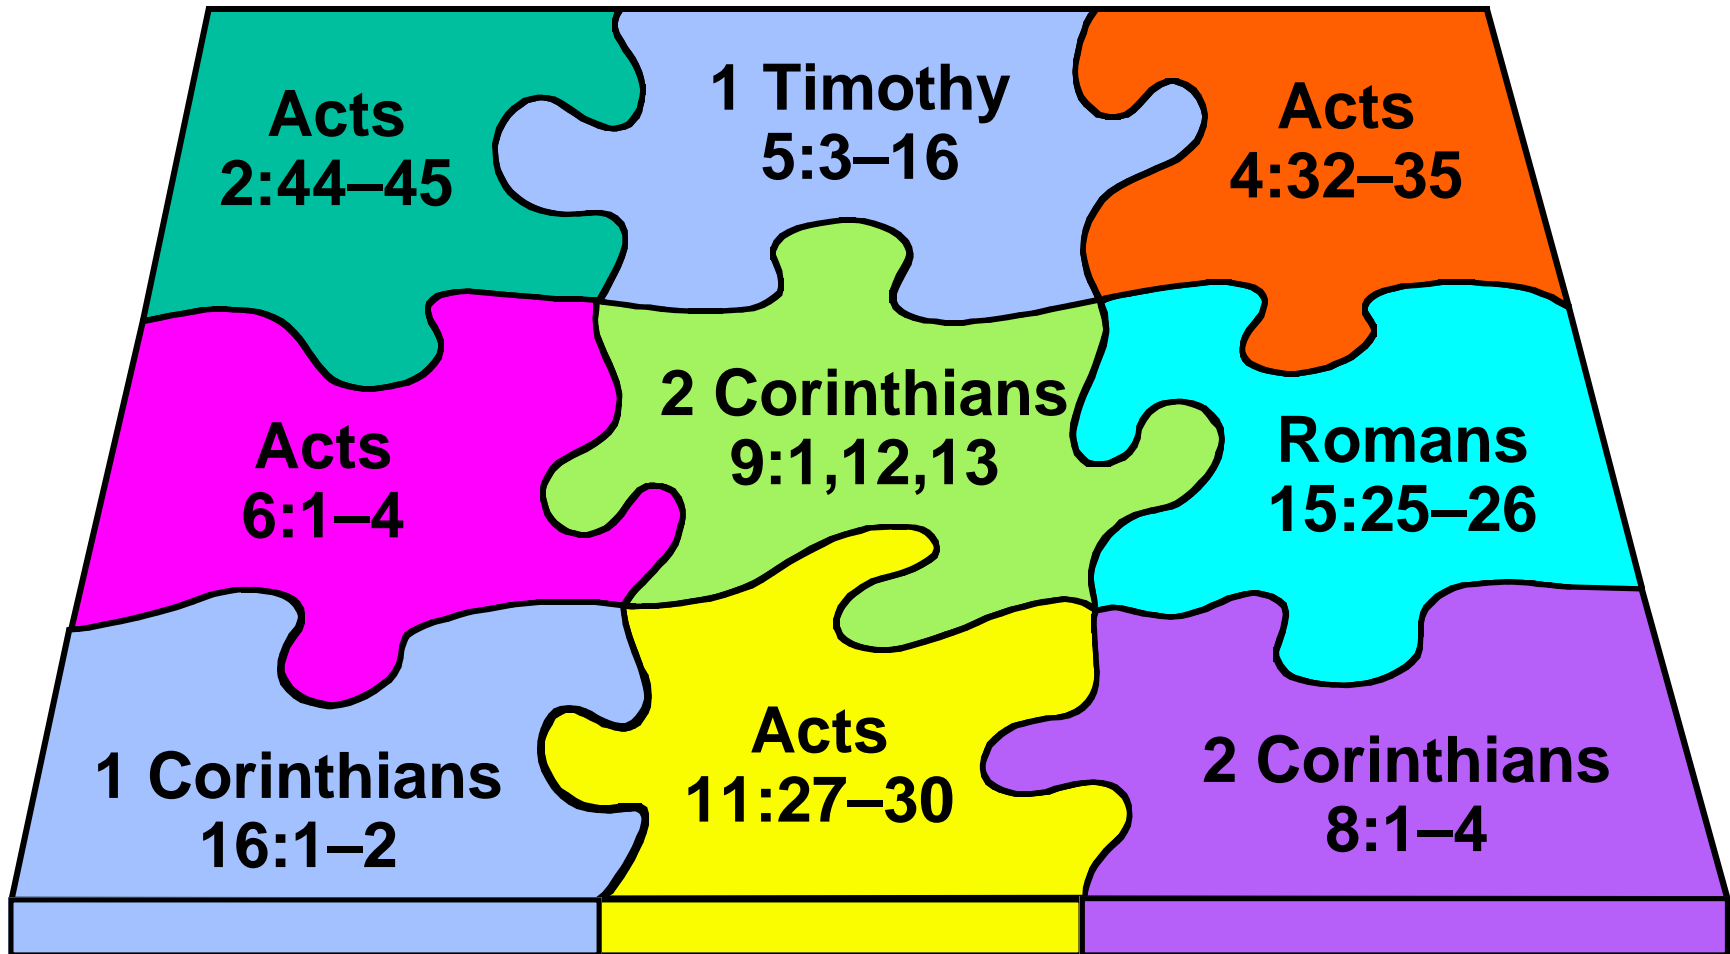 Acts
2:44–45
1 Timothy
5:3–16
Acts
4:32–35
Acts
6:1–4
2 Corinthians
9:1,12,13
Romans
15:25–26
1 Corinthians
16:1–2
Acts
11:27–30
2 Corinthians
8:1–4